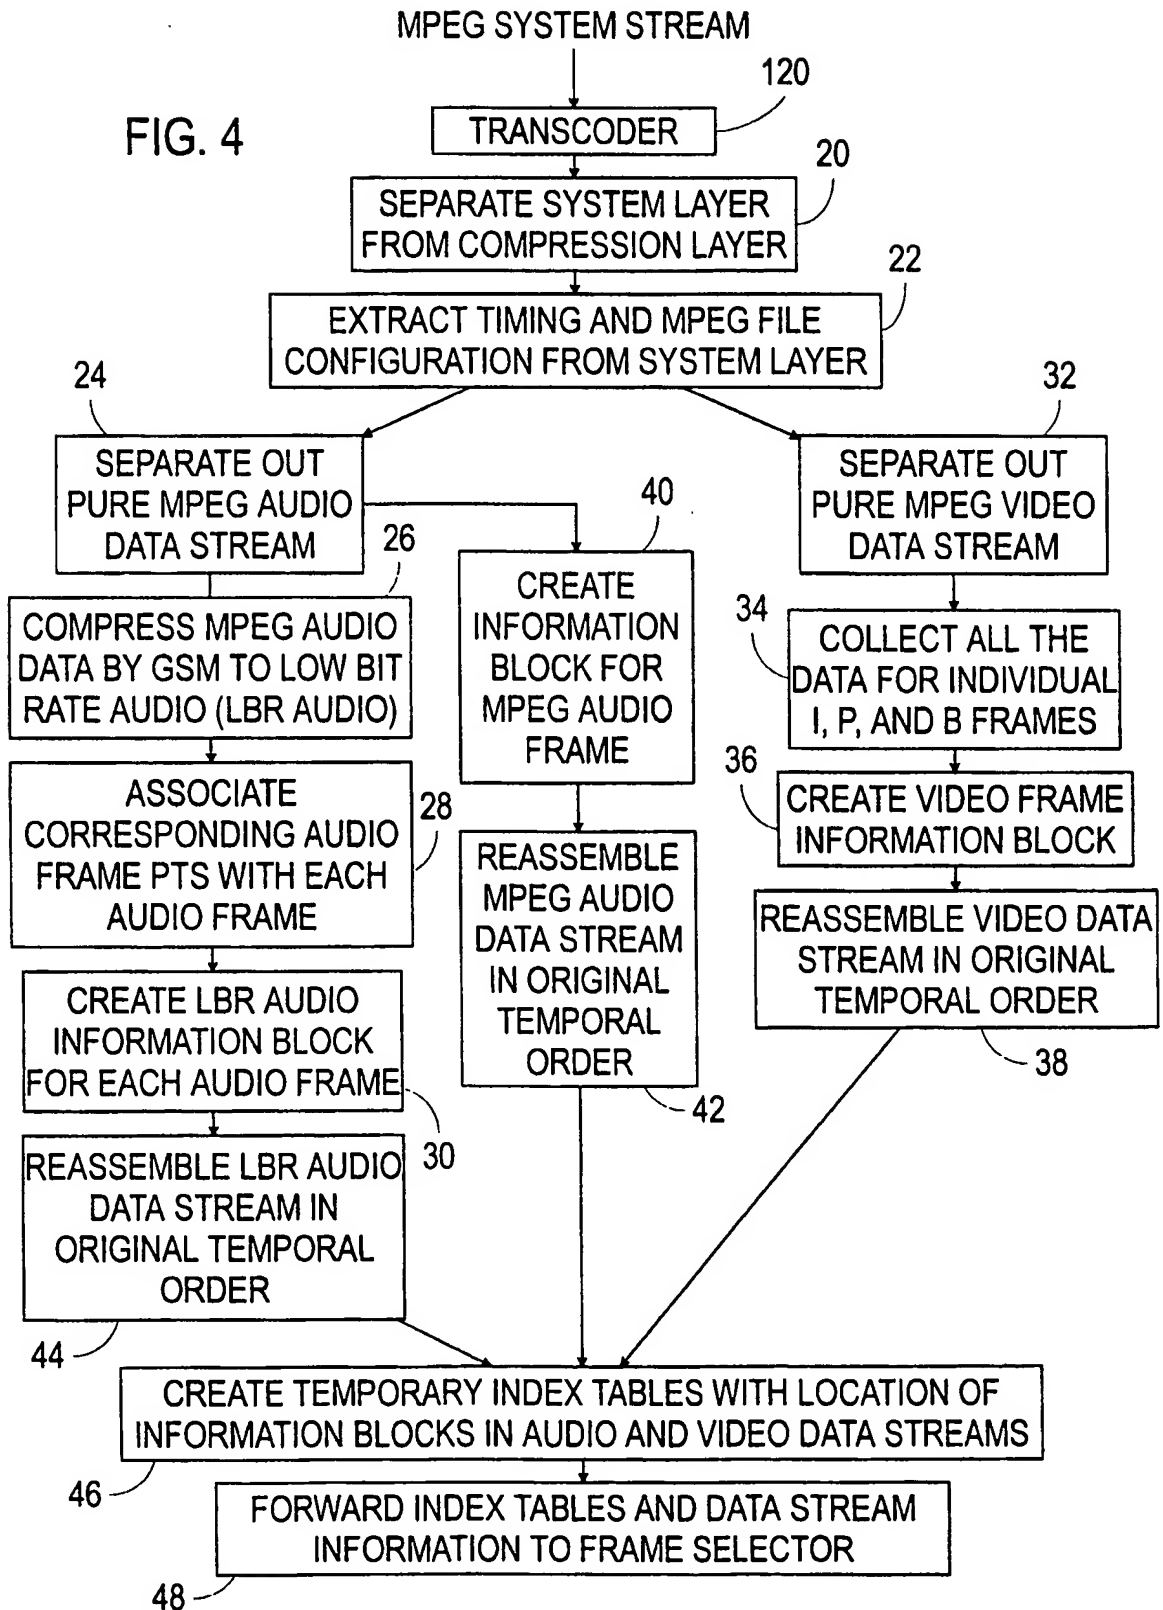 MPEG SYSTEM STREAM
120
FIG. 4
TRANSCODER
20
SEPARATE SYSTEM LAYER
FROM COMPRESSION LAYER
22
EXTRACT TIMING AND MPEG FILE
CONFIGURATION FROM SYSTEM LAYER
24
SEPARATE OUT
PURE MPEG AUDIO
DATA STREAM
26
COMPRESS MPEG AUDIO
DATA BY GSM TO LOW BIT
RATE AUDIO (LBR AUDIO)
ASSOCIATE
CORRESPONDING AUDIO
FRAME PTS WITH EACH
AUDIO FRAME
28
CREATE LBR AUDIO
INFORMATION BLOCK
FOR EACH AUDIO FRAME
30
REASSEMBLE LBR AUDIO
DATA STREAM IN
ORIGINAL TEMPORAL
ORDER
44
40
CREATE
INFORMATION
BLOCK FOR
MPEG AUDIO
FRAME
REASSEMBLE
MPEG AUDIO
DATA STREAM
IN ORIGINAL
TEMPORAL
ORDER
42
32
SEPARATE OUT
PURE MPEG VIDEO
DATA STREAM
34
COLLECT ALL THE
DATA FOR INDIVIDUAL
I, P, AND B FRAMES
36
CREATE VIDEO FRAME
INFORMATION BLOCK
REASSEMBLE VIDEO DATA
STREAM IN ORIGINAL
TEMPORAL ORDER
38
CREATE TEMPORARY INDEX TABLES WITH LOCATION OF
INFORMATION BLOCKS IN AUDIO AND VIDEO DATA STREAMS
46
FORWARD INDEX TABLES AND DATA STREAM
INFORMATION TO FRAME SELECTOR
48